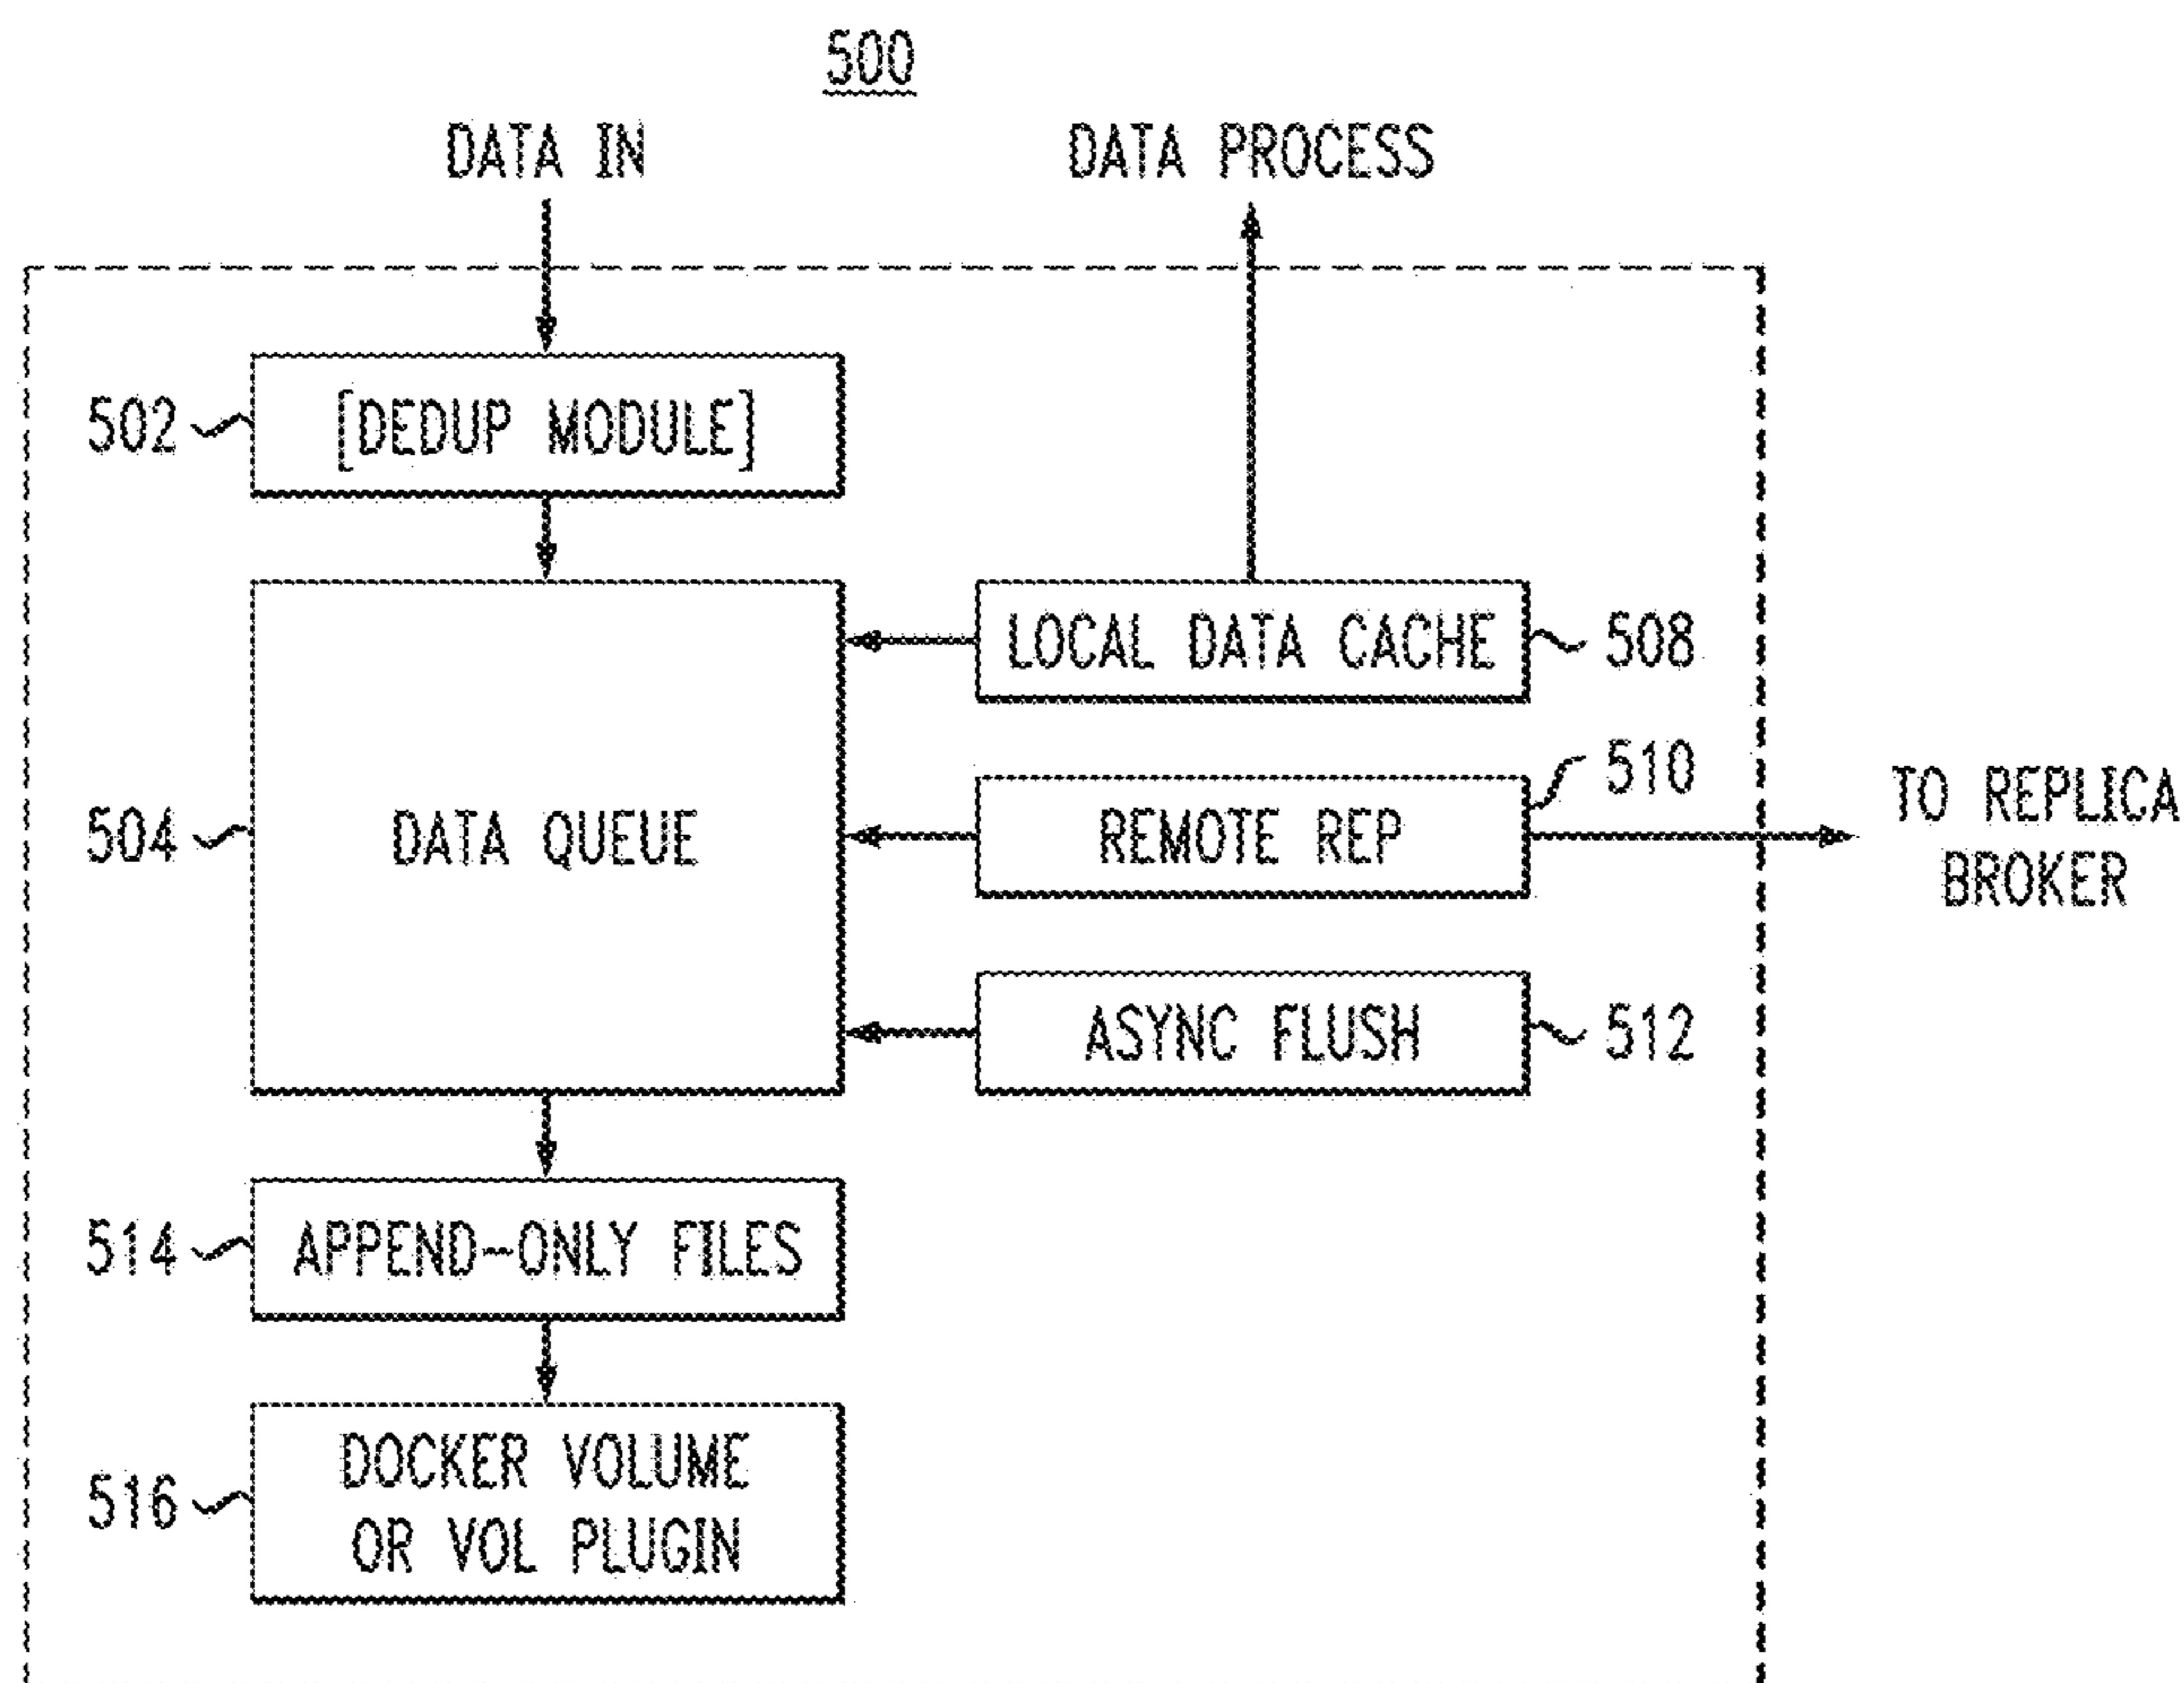 500
DATA IN
DATA PROCESS
502
[DEDUP MODULE]
504
DATA QUEUE
LOCAL DATA CACHE
508
REMOTE REP
510
TO REPLICA
BROKER
ASYNC FLUSH
512
514
APPEND-ONLY FILES
516
DOCKER VOLUME
OR VOL PLUGIN